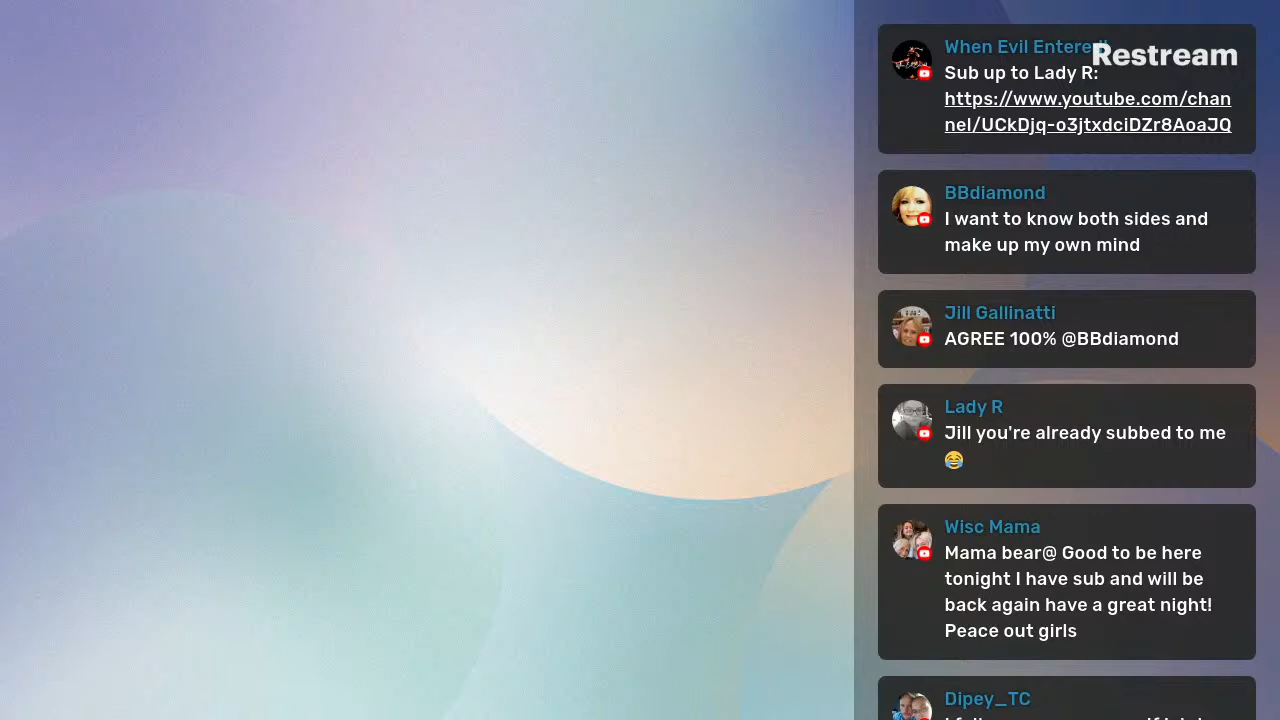 When Evil Entere
Restream
Sub up to Lady R:
https://www.youtube.com/chan
nel/UCkDjq-o3jtxdciDZr8AoaJQ
BBdiamond
I want to know both sides and
make up my own mind
Jill Gallinatti
AGREE 100% @BBdiamond
Lady R
Jill you're already subbed to me
😂
Wisc Mama
Mama bear@ Good to be here
tonight I have sub and will be
back again have a great night!
Peace out girls
Dipey_TC